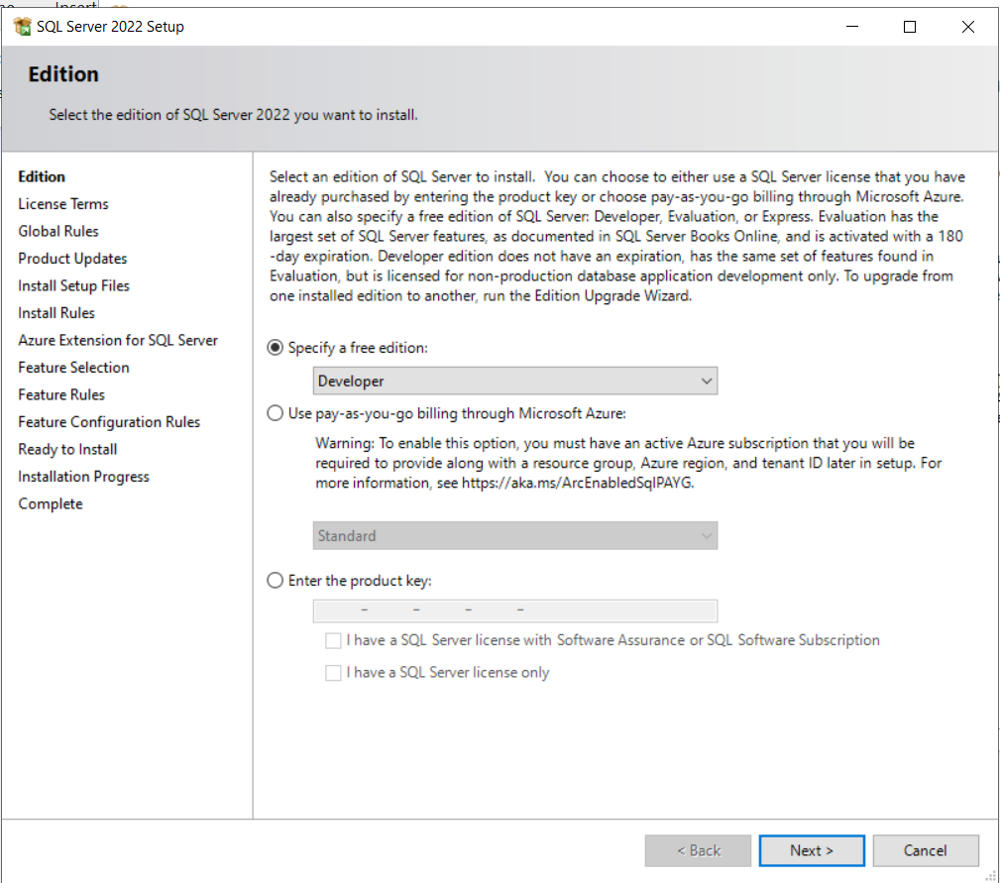 Insert
SQL Server 2022 Setup
Edition
Select the edition of SQL Server 2022 you want to install.
Edition
License Terms
Global Rules
Product Updates
Install Setup Files
Install Rules
Azure Extension for SQL Server
Feature Selection
Feature Rules
Feature Configuration Rules
Ready to Install
Installation Progress
Complete
Select an edition of SQL Server to install.  You can choose to either use a SQL Server license that you have
already purchased by entering the product key or choose pay-as-you-go billing through Microsoft Azure.
You can also specify a free edition of SQL Server: Developer, Evaluation, or Express. Evaluation has the
largest set of SQL Server features, as documented in SQL Server Books Online, and is activated with a 180
-day expiration. Developer edition does not have an expiration, has the same set of features found in
Evaluation, but is licensed for non-production database application development only. To upgrade from
one installed edition to another, run the Edition Upgrade Wizard.
Specify a free edition:
Developer
Use pay-as-you-go billing through Microsoft Azure:
Warning: To enable this option, you must have an active Azure subscription that you will be
required to provide along with a resource group, Azure region, and tenant ID later in setup. For
more information, see https://aka.ms/ArcEnabledSqlPAYG.
Standard
Enter the product key:
– – – –
I have a SQL Server license with Software Assurance or SQL Software Subscription
I have a SQL Server license only
< Back
Next >
Cancel